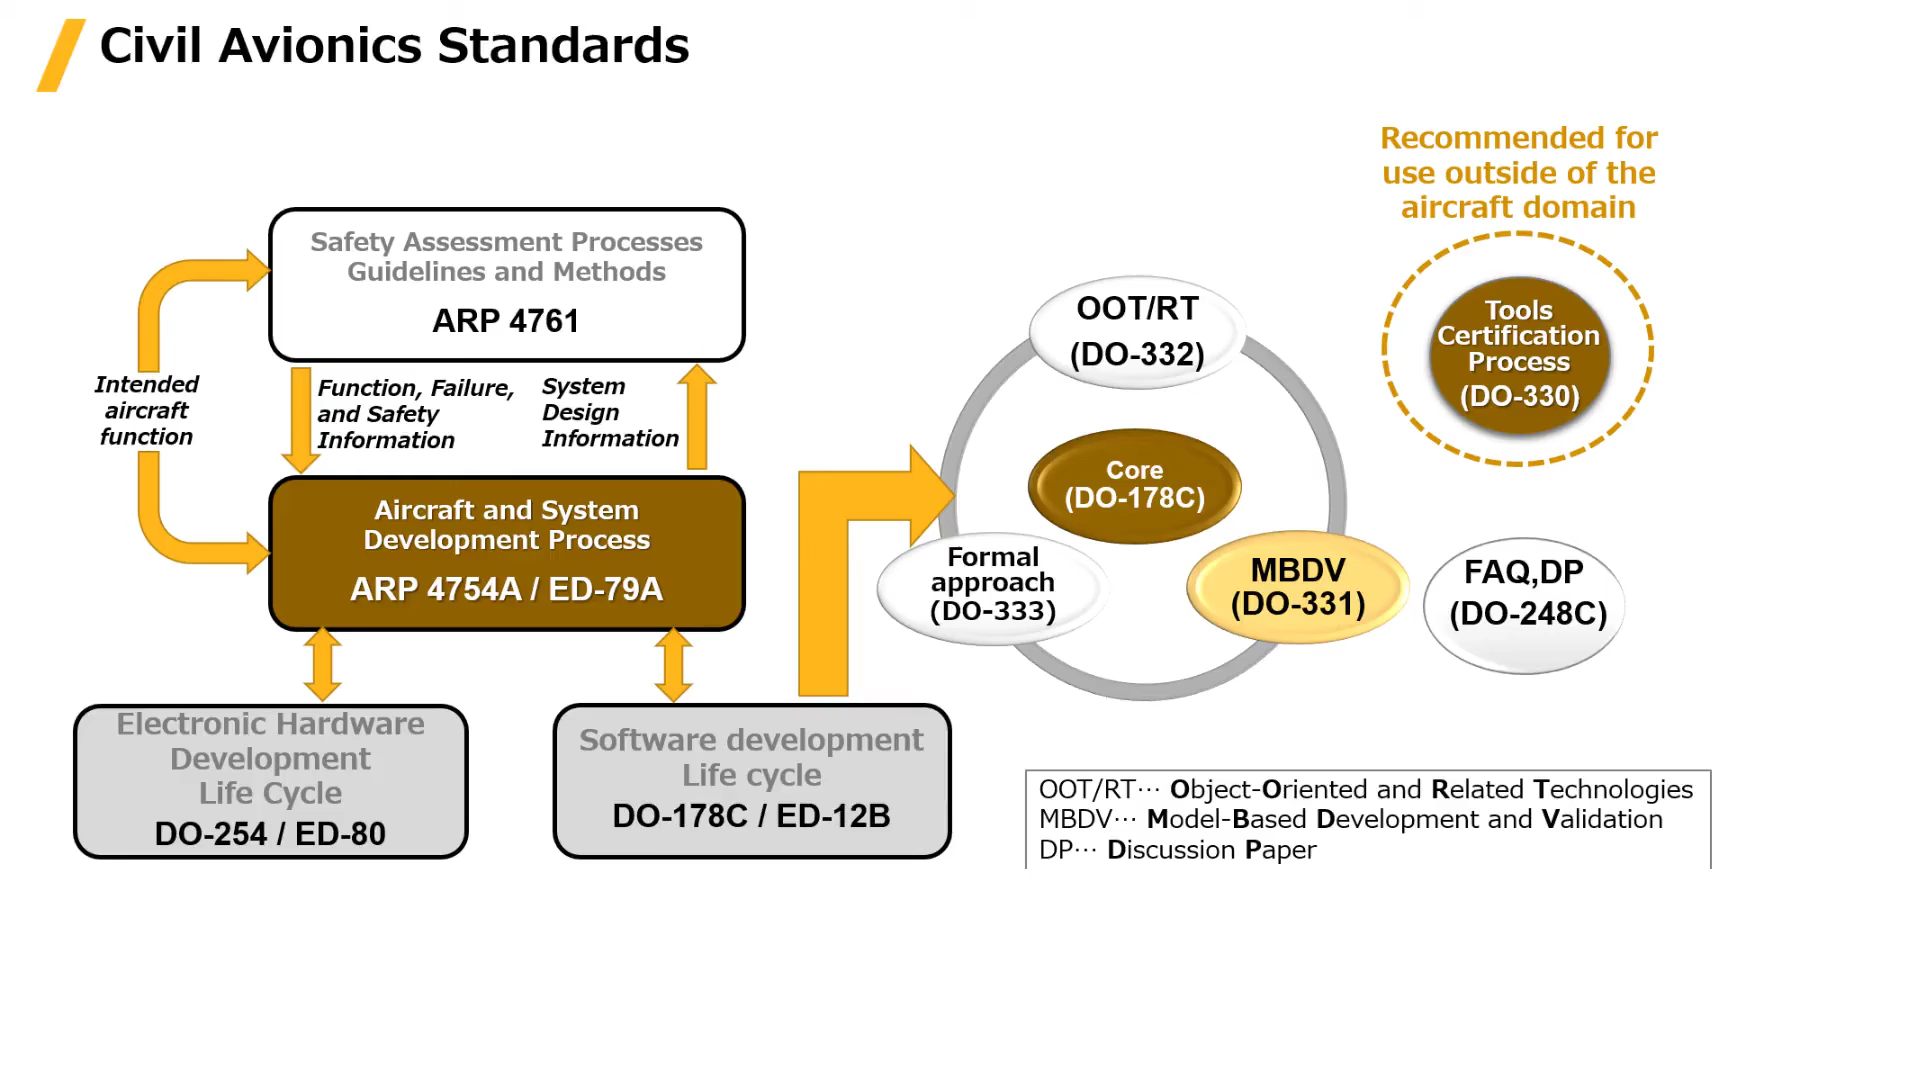 Civil Avionics Standards
Safety Assessment Processes
Guidelines and Methods
ARP 4761
Intended
aircraft
function
Function, Failure,
and Safety
Information
System
Design
Information
Aircraft and System
Development Process
ARP 4754A / ED-79A
Electronic Hardware
Development
Life Cycle
DO-254 / ED-80
Software development
Life cycle
DO-178C / ED-12B
OOT/RT
(DO-332)
Core
(DO-178C)
Formal
approach
(DO-333)
MBDV
(DO-331)
Recommended for
use outside of the
aircraft domain
Tools
Certification
Process
(DO-330)
FAQ,DP
(DO-248C)
OOT/RT… Object-Oriented and Related Technologies
MBDV… Model-Based Development and Validation
DP… Discussion Paper